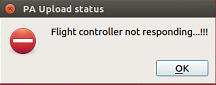 PA Upload status
Flight controller not responding...!!!
OK